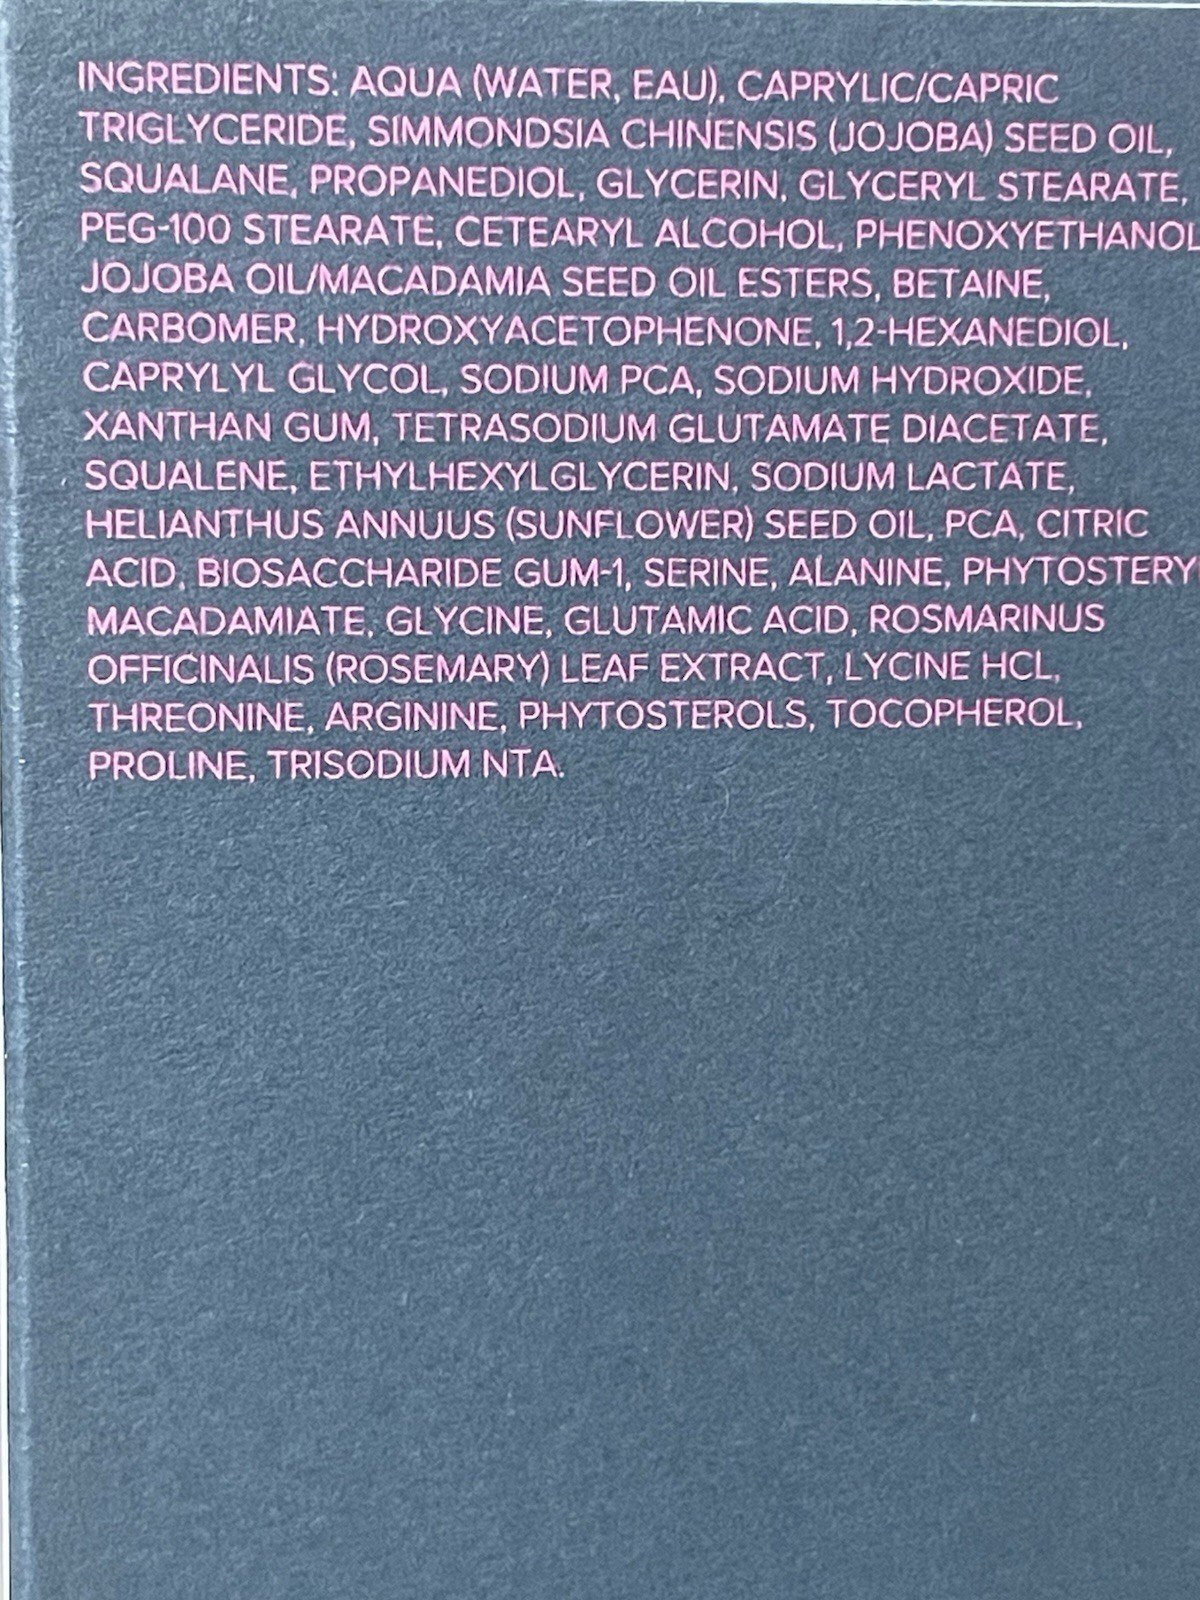 INGREDIENTS: AQUA (WATER, EAU), CAPRYLIC/CAPRIC
TRIGLYCERIDE, SIMMONDSIA CHINENSIS (JOJOBA) SEED OIL,
SQUALANE, PROPANEDIOL, GLYCERIN, GLYCERYL STEARATE,
PEG-100 STEARATE, CETEARYL ALCOHOL, PHENOXYETHANOL
JOJOBA OIL/MACADAMIA SEED OIL ESTERS, BETAINE,
CARBOMER, HYDROXYACETOPHENONE, 1,2-HEXANEDIOL,
CAPRYLYL GLYCOL, SODIUM PCA, SODIUM HYDROXIDE,
XANTHAN GUM, TETRASODIUM GLUTAMATE DIACETATE,
SQUALENE, ETHYLHEXYLGLYCERIN, SODIUM LACTATE,
HELIANTHUS ANNUUS (SUNFLOWER) SEED OIL, PCA, CITRIC
ACID, BIOSACCHARIDE GUM-1, SERINE, ALANINE, PHYTOSTERYL
MACADAMIATE, GLYCINE, GLUTAMIC ACID, ROSMARINUS
OFFICINALIS (ROSEMARY) LEAF EXTRACT, LYCINE HCL,
THREONINE, ARGININE, PHYTOSTEROLS, TOCOPHEROL,
PROLINE, TRISODIUM NTA.